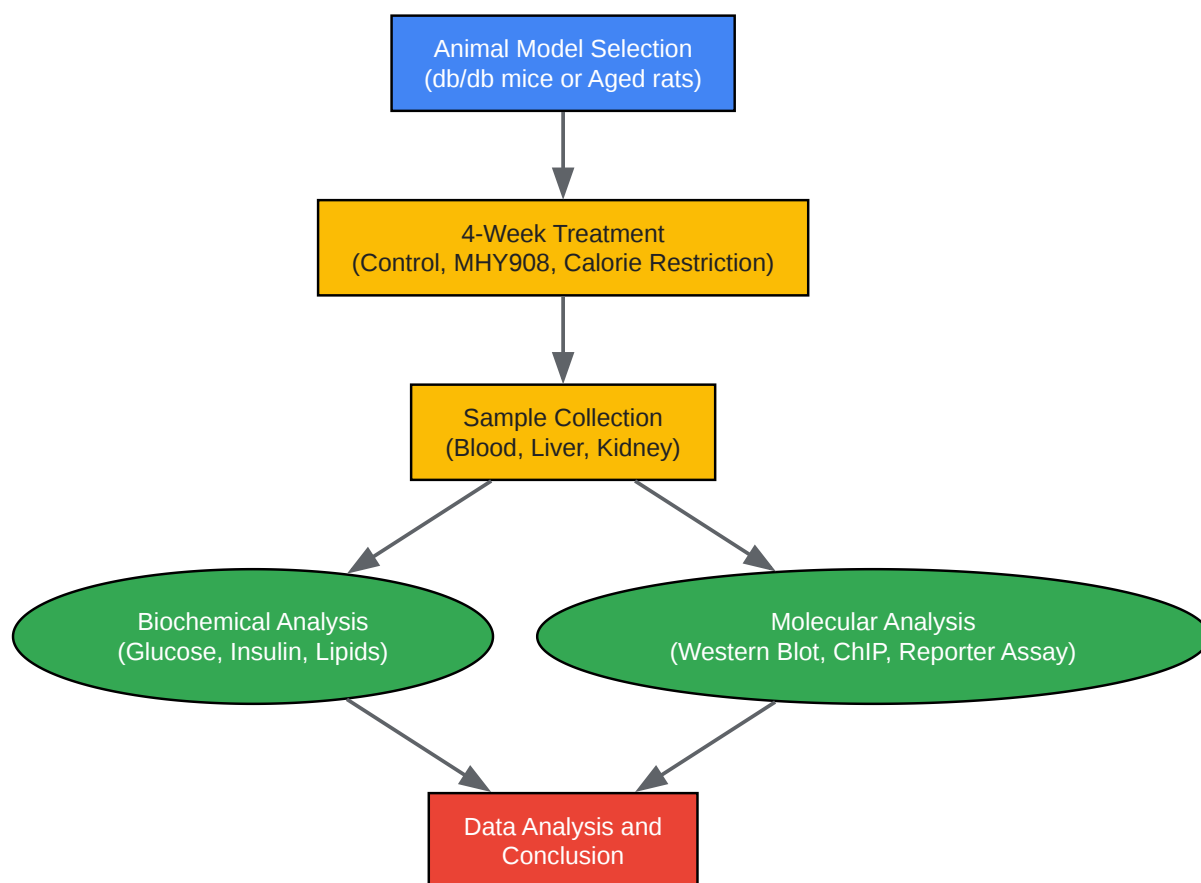 Animal Model Selection
(db/db mice or Aged rats)
4-Week Treatment
(Control, MHY908, Calorie Restriction)
Sample Collection
(Blood, Liver, Kidney)
Biochemical Analysis
(Glucose, Insulin, Lipids)
Molecular Analysis
(Western Blot, ChIP, Reporter Assay)
Data Analysis and
Conclusion